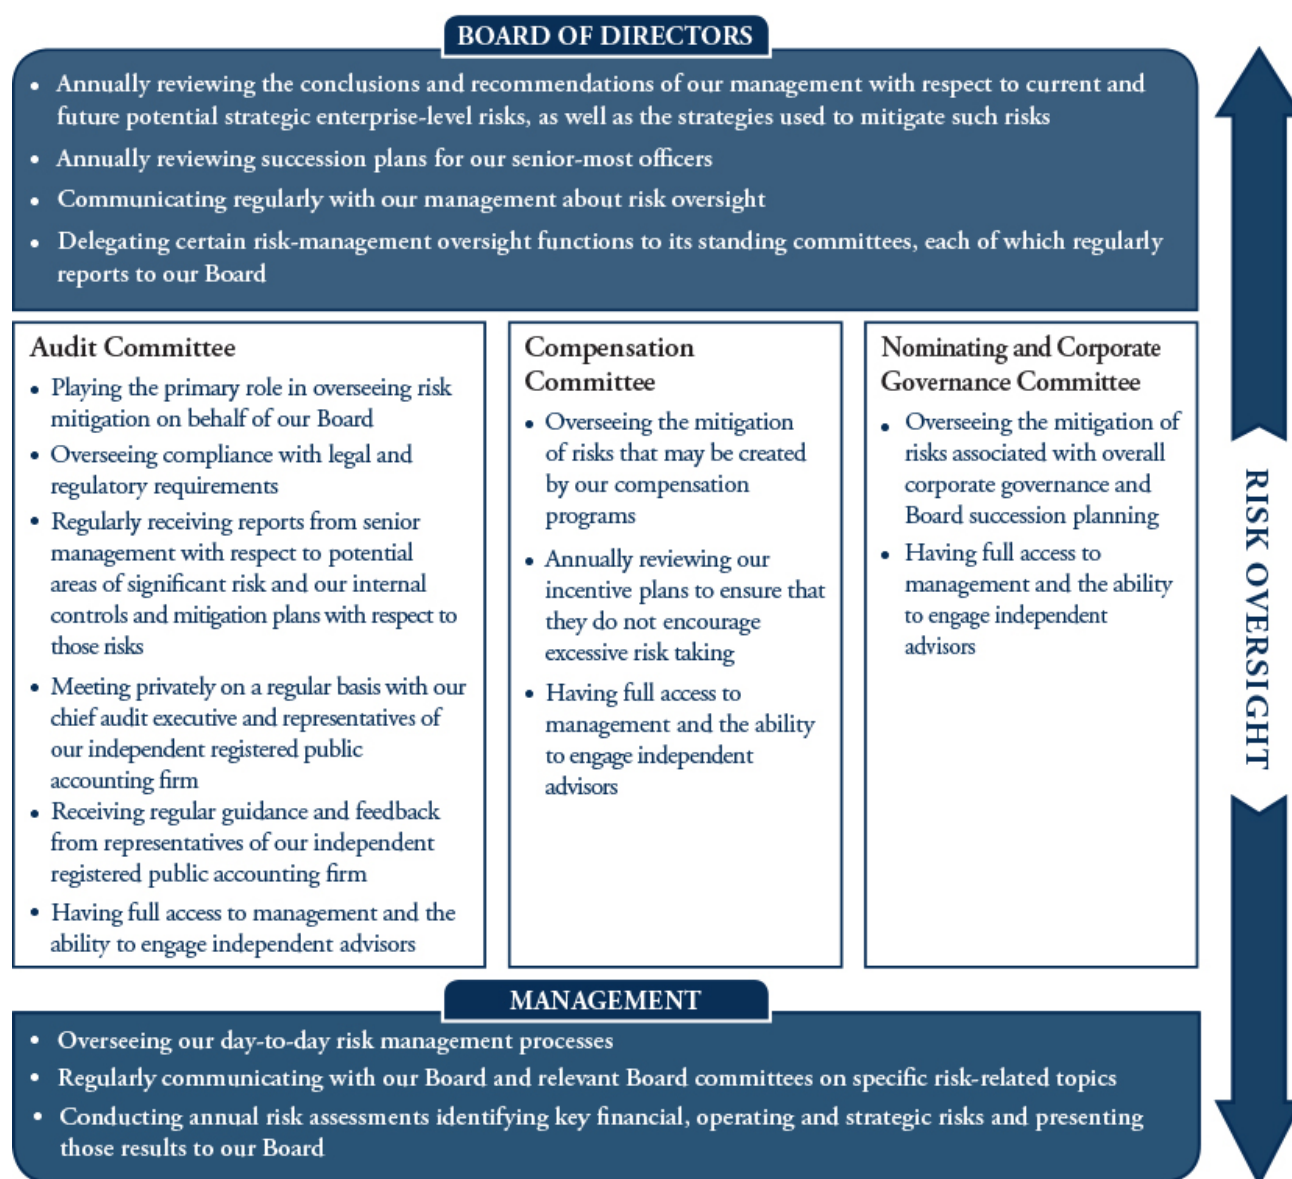 BOARD OF DIRECTORS
• Annually reviewing the conclusions and recommendations of our management with respect to current and
future potential strategic enterprise-level risks, as well as the strategies used to mitigate such risks
• Annually reviewing succession plans for our senior-most officers
• Communicating regularly with our management about risk oversight
• Delegating certain risk-management oversight functions to its standing committees, each of which regularly
reports to our Board
Audit Committee
• Playing the primary role in overseeing risk
mitigation on behalf of our Board
• Overseeing compliance with legal and
regulatory requirements
• Regularly receiving reports from senior
management with respect to potential
areas of significant risk and our internal
controls and mitigation plans with respect to
those risks
• Meeting privately on a regular basis with our
chief audit executive and representatives of
our independent registered public
accounting firm
• Receiving regular guidance and feedback
from representatives of our independent
registered public accounting firm
• Having full access to management and the
ability to engage independent advisors
Compensation
Committee
• Overseeing the mitigation
of risks that may be created
by our compensation
programs
• Annually reviewing our
incentive plans to ensure that
they do not encourage
excessive risk taking
• Having full access to
management and the ability
to engage independent
advisors
Nominating and Corporate
Governance Committee
• Overseeing the mitigation of
risks associated with overall
corporate governance and
Board succession planning
• Having full access to
management and the ability
to engage independent
advisors
RISK OVERSIGHT
MANAGEMENT
• Overseeing our day-to-day risk management processes
• Regularly communicating with our Board and relevant Board committees on specific risk-related topics
• Conducting annual risk assessments identifying key financial, operating and strategic risks and presenting
those results to our Board